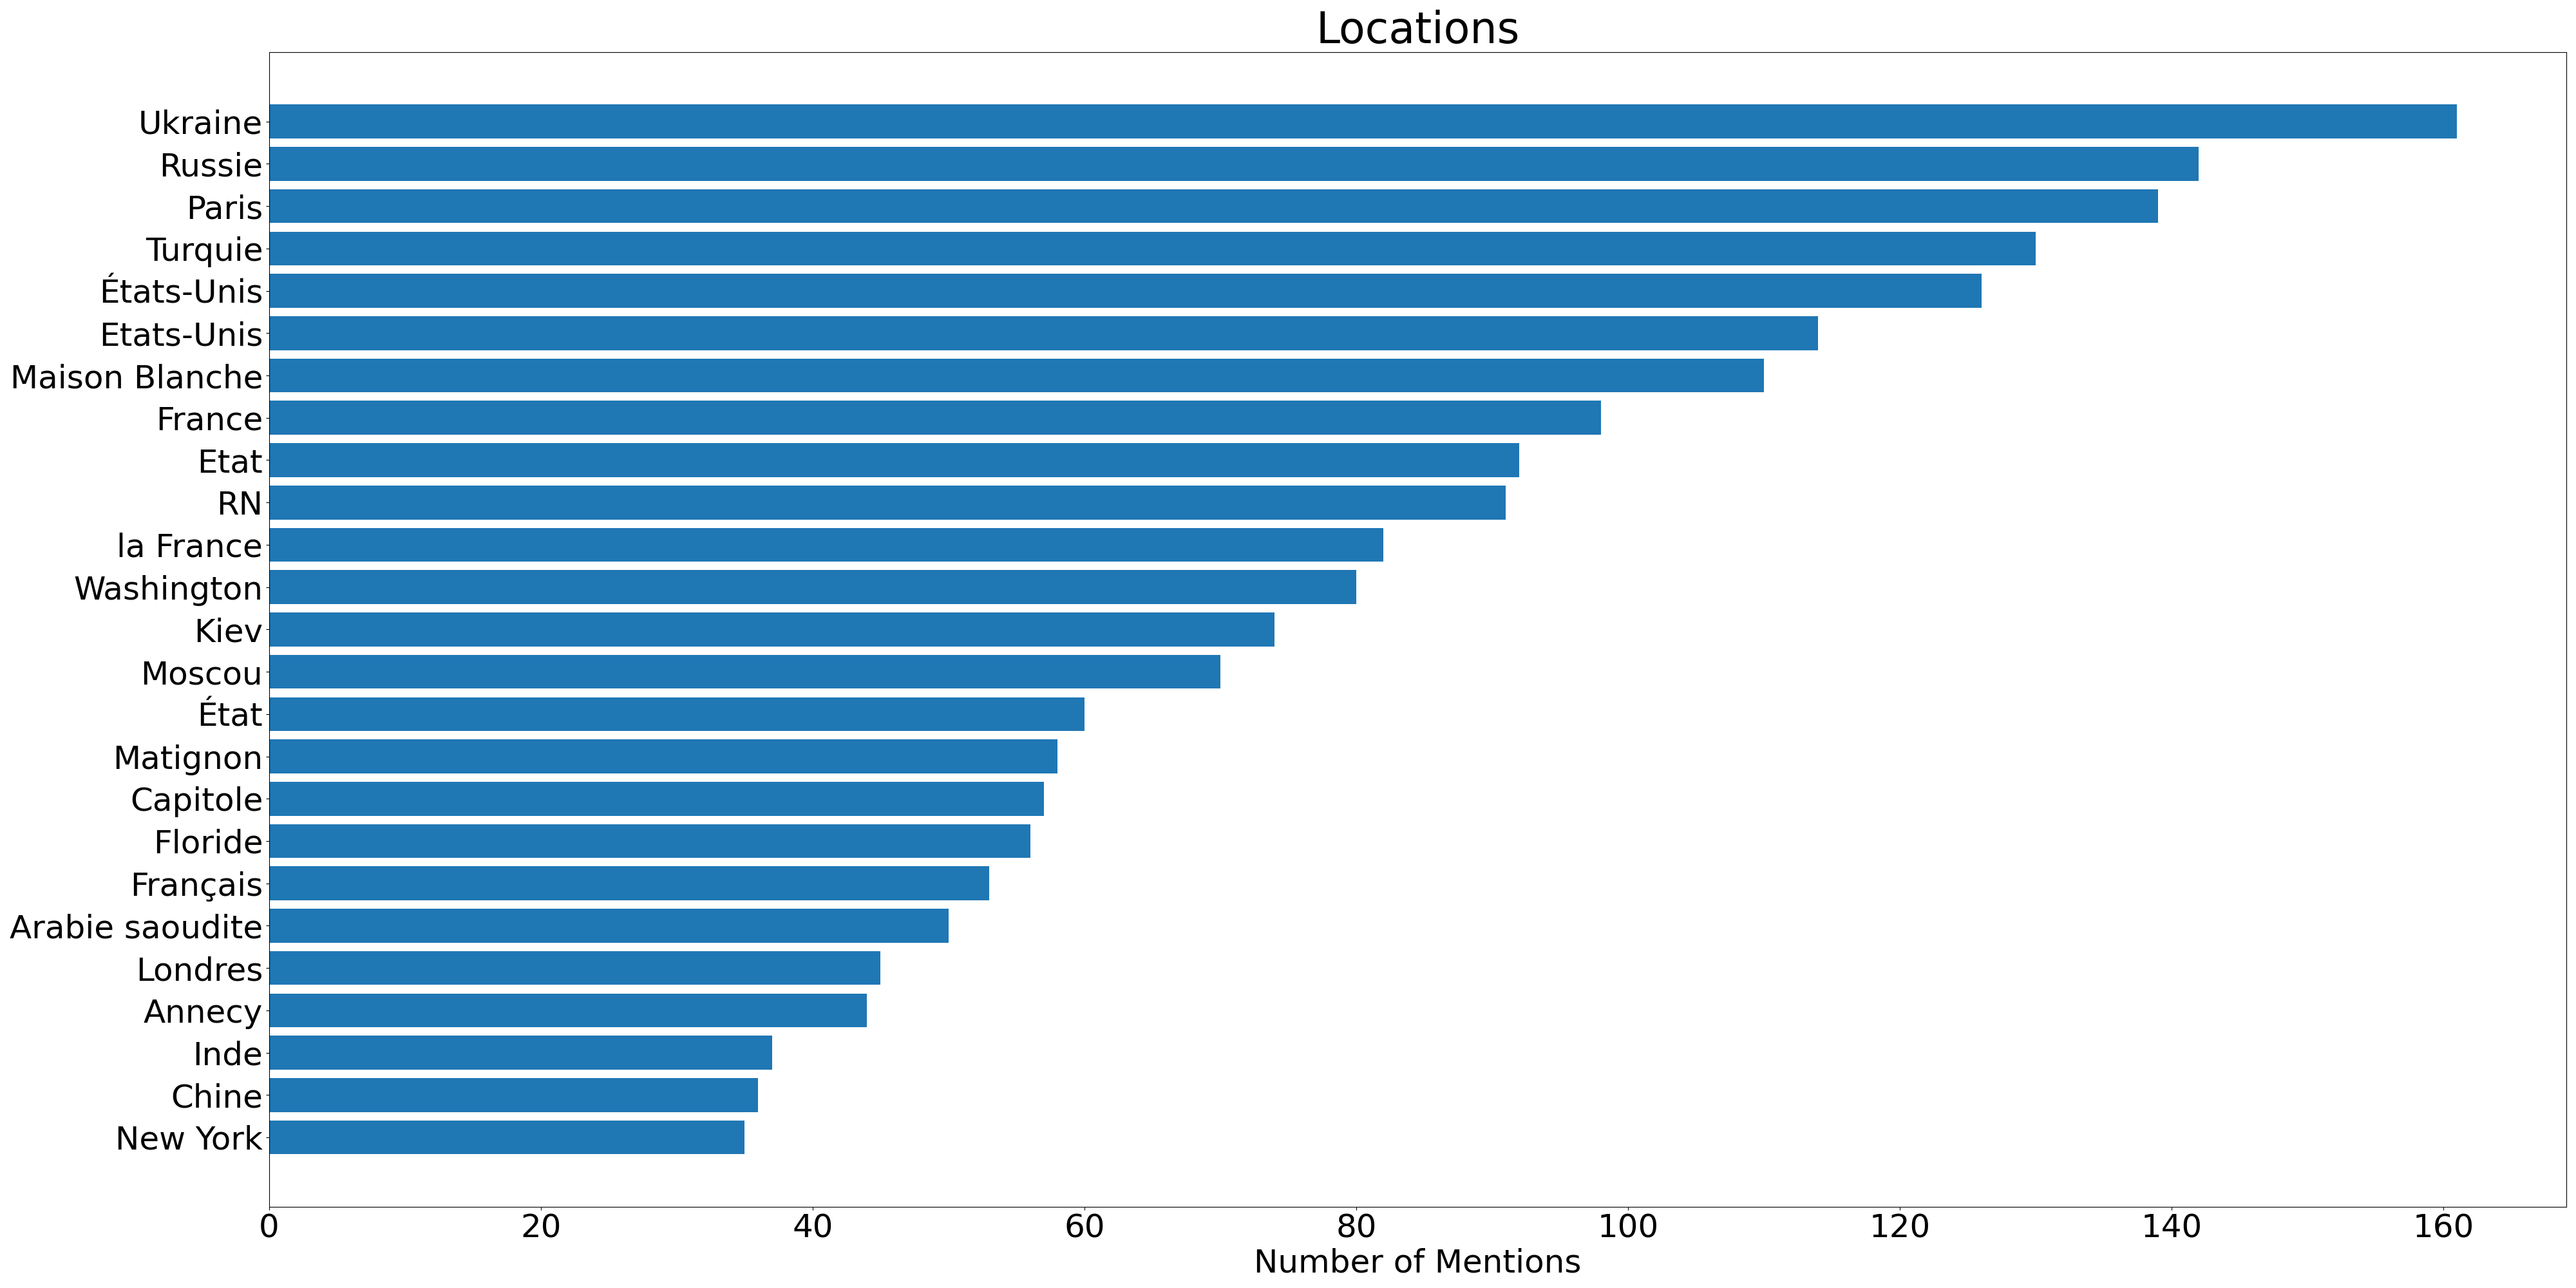 Locations
Ukraine
Russie
Paris
Turquie
États-Unis
Etats-Unis
Maison Blanche
France
Etat
RN
la France
Washington
Kiev
Moscou
État
Matignon
Capitole
Floride
Français
Arabie saoudite
Londres
Annecy
Inde
Chine
New York
0 20 40 60 80 100 120 140 160
Number of Mentions